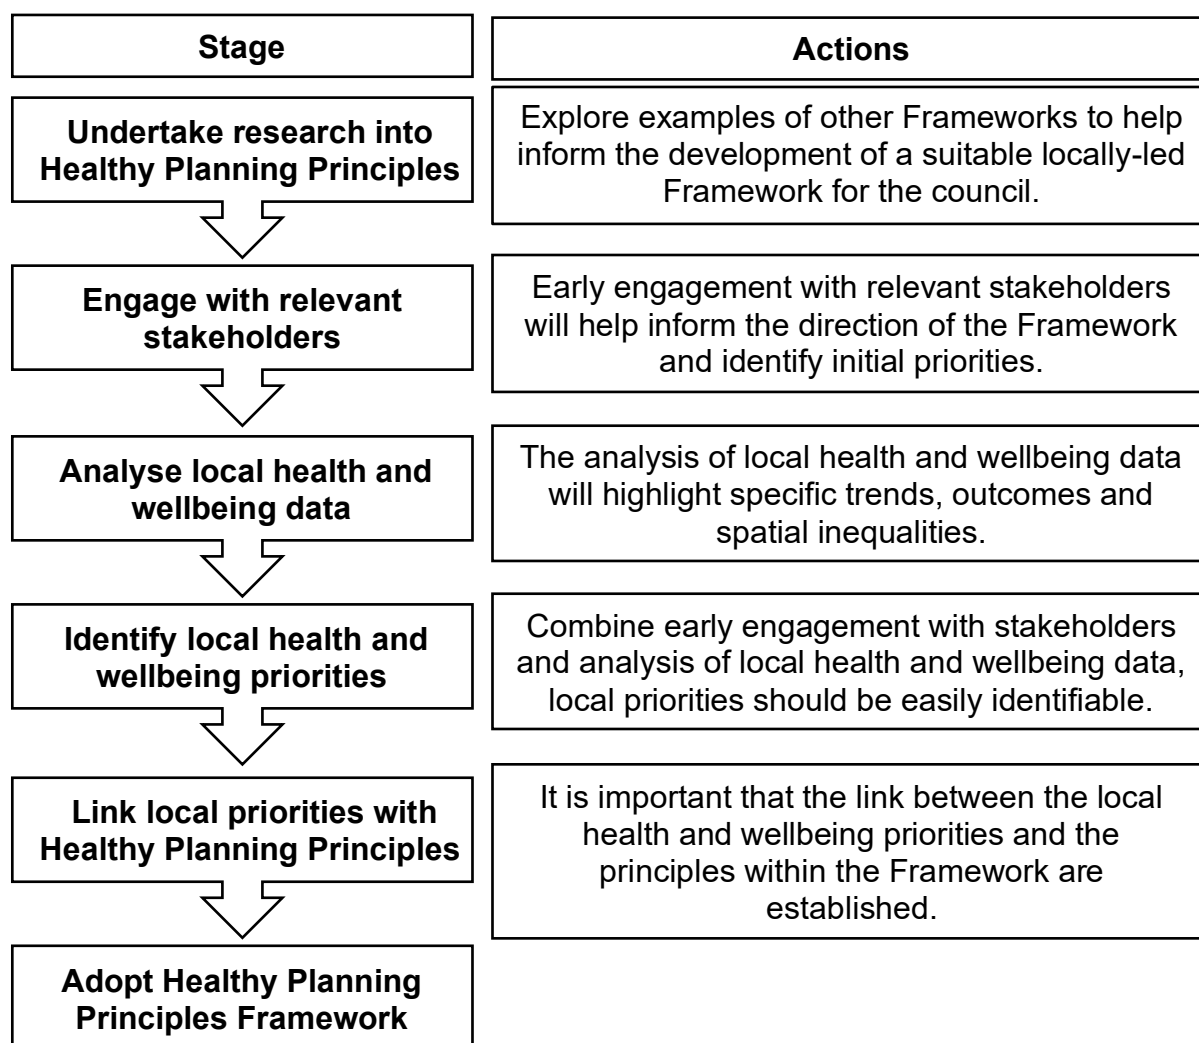 Stage
Actions
Undertake research into
Healthy Planning Principles
Explore examples of other Frameworks to help
inform the development of a suitable locally-led
Framework for the council.
Engage with relevant
stakeholders
Early engagement with relevant stakeholders
will help inform the direction of the Framework
and identify initial priorities.
Analyse local health and
wellbeing data
The analysis of local health and wellbeing data
will highlight specific trends, outcomes and
spatial inequalities.
Identify local health and
wellbeing priorities
Combine early engagement with stakeholders
and analysis of local health and wellbeing data,
local priorities should be easily identifiable.
Link local priorities with
Healthy Planning Principles
It is important that the link between the local
health and wellbeing priorities and the
principles within the Framework are
established.
Adopt Healthy Planning
Principles Framework